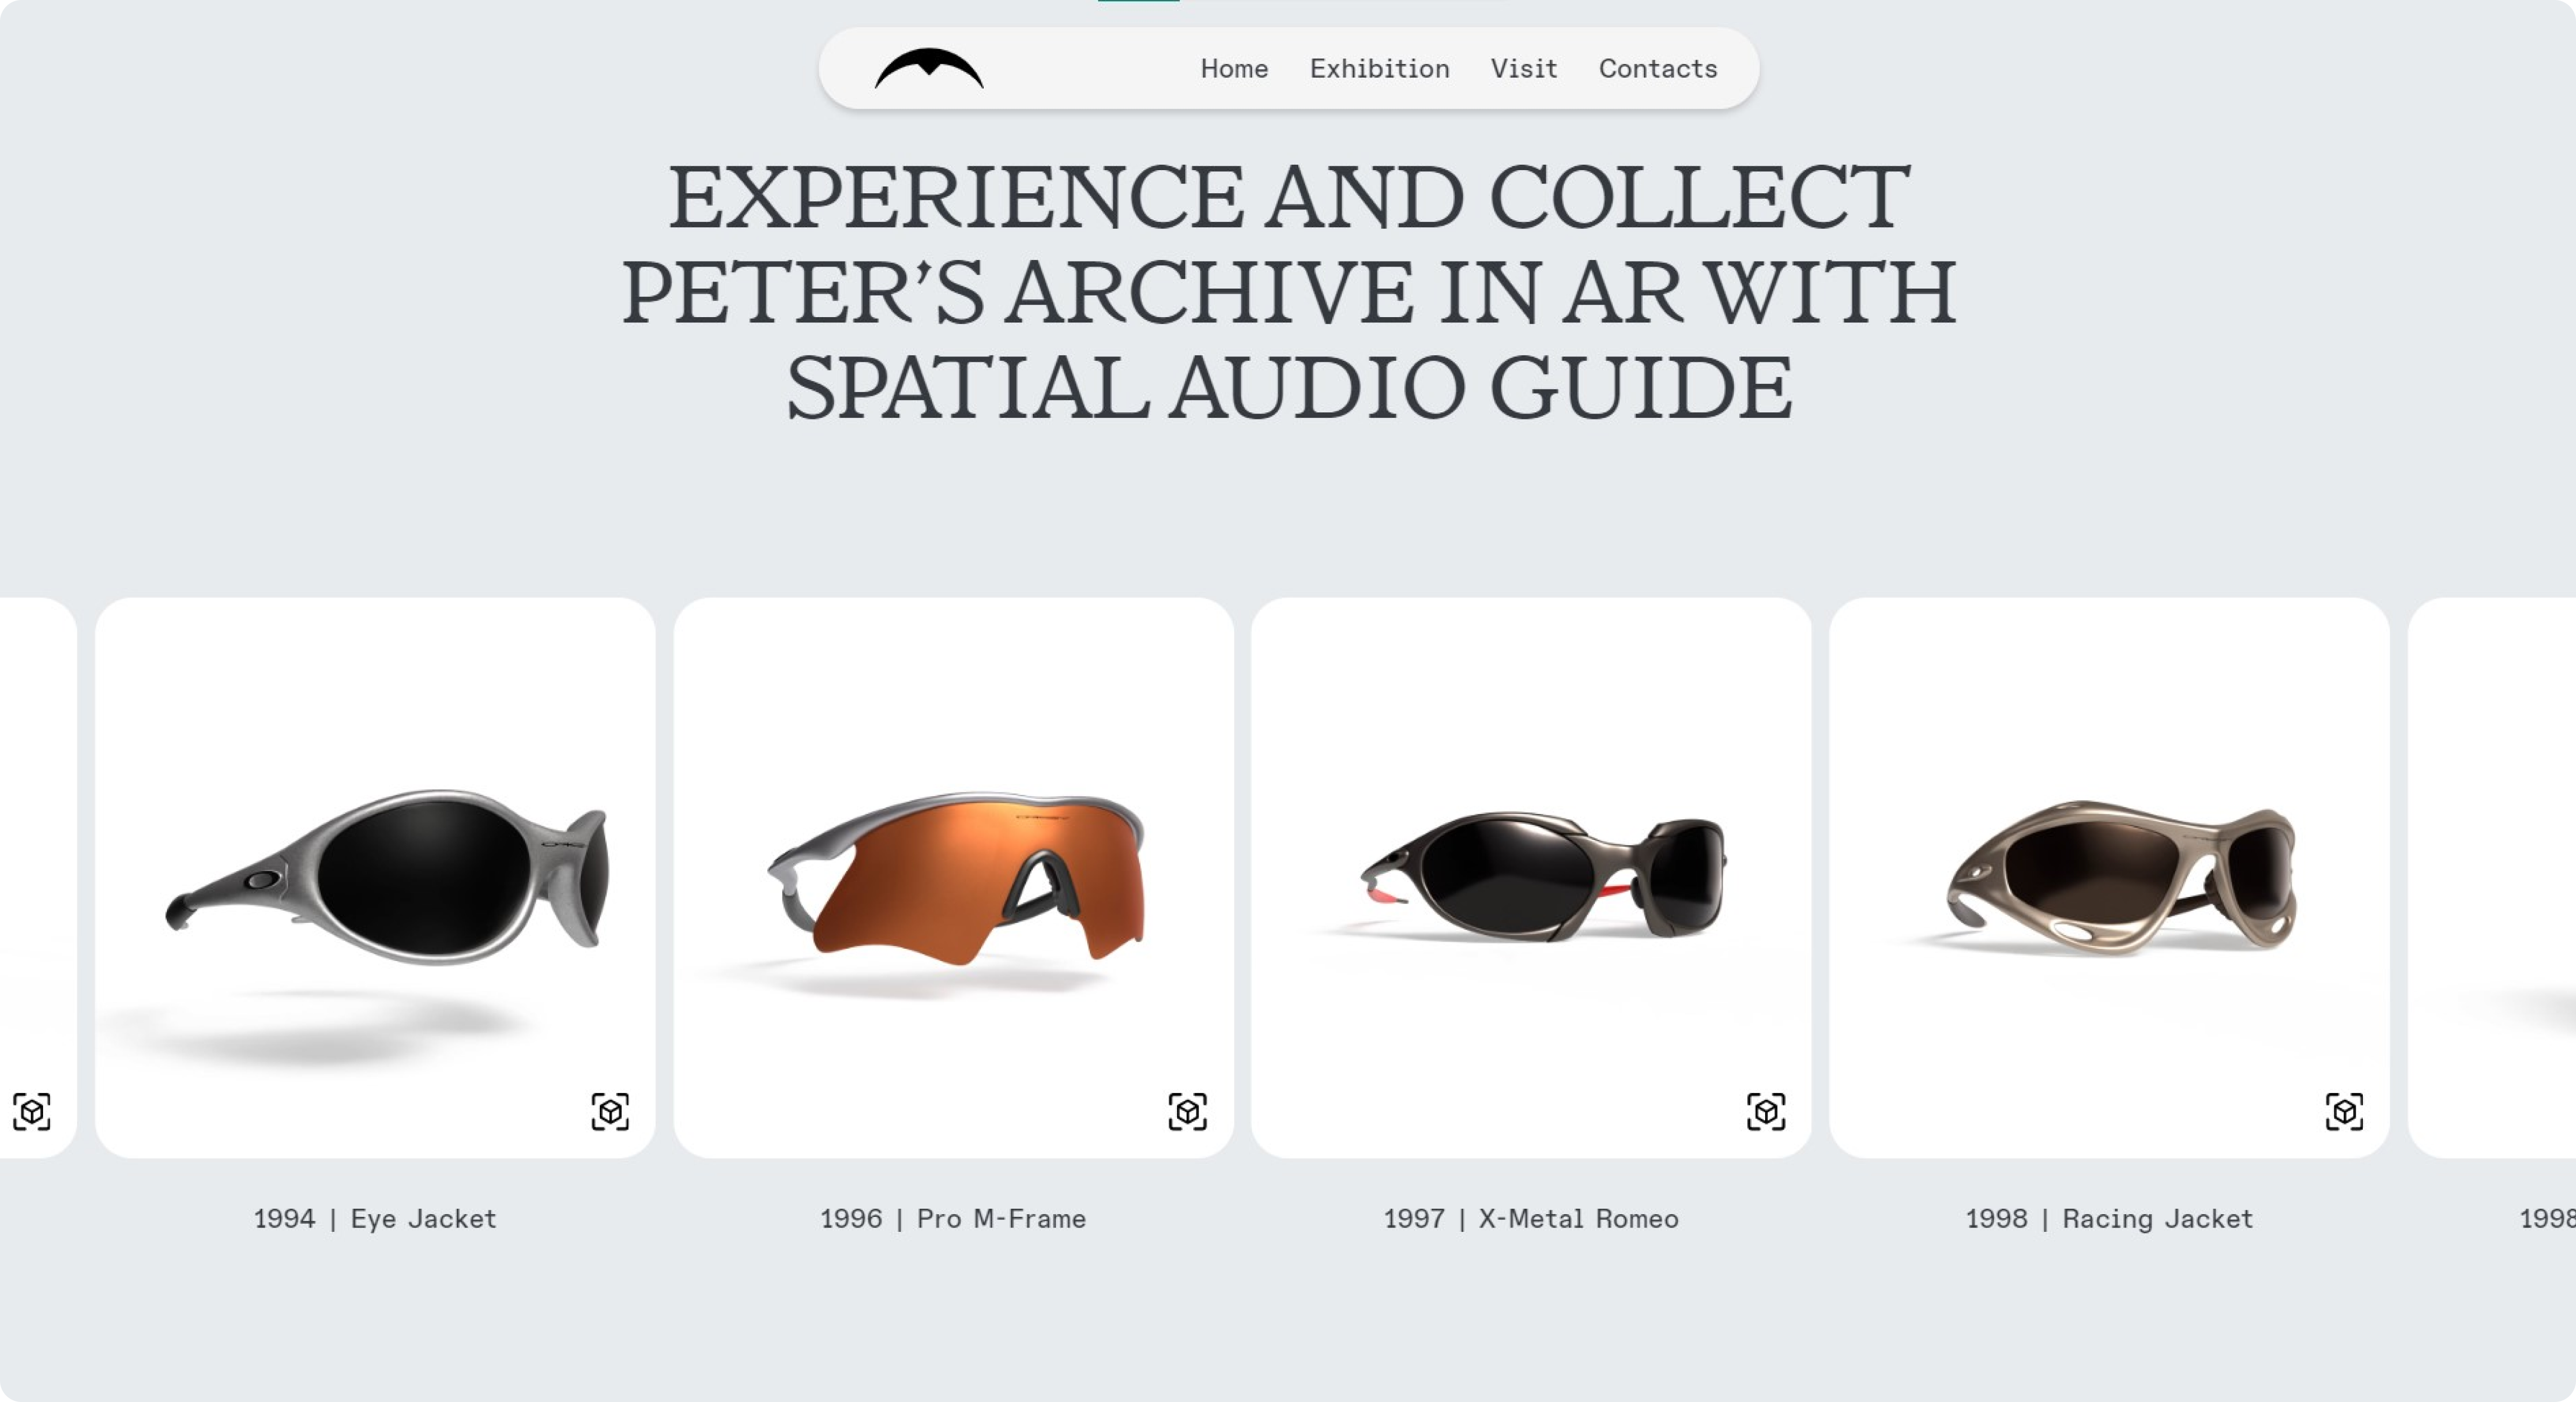 Home Exhibition Visit Contacts
EXPERIENCE AND COLLECT
PETER’S ARCHIVE IN AR WITH
SPATIAL AUDIO GUIDE
1994 | Eye Jacket
1996 | Pro M-Frame
1997 | X-Metal Romeo
1998 | Racing Jacket
1998